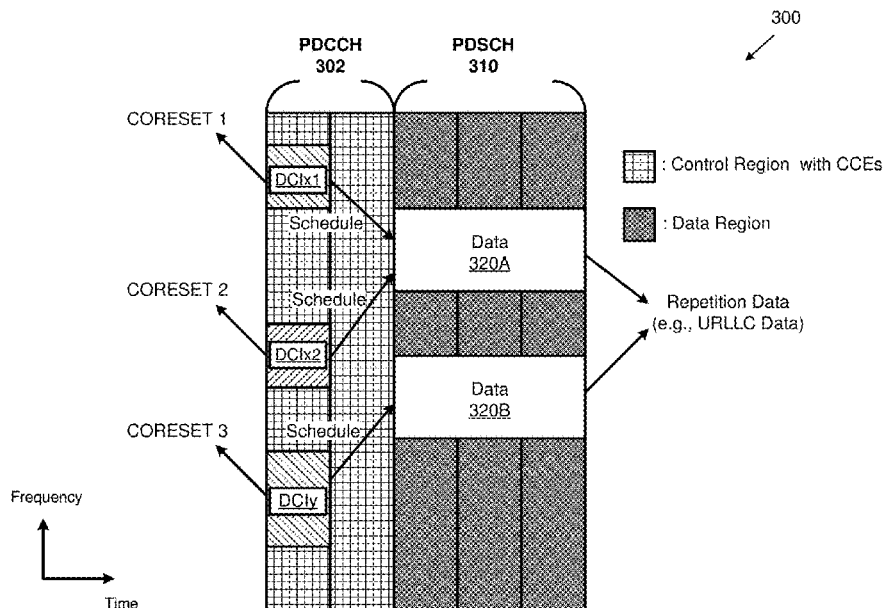 300
PDCCH
302
PDSCH
310
CORESET 1
DCIx1
Schedule
: Control Region with CCEs
: Data Region
Data
320A
CORESET 2
Schedule
DCIx2
Repetition Data
(e.g., URLLC Data)
Data
320B
CORESET 3
Schedule
DCIy
Frequency
Time